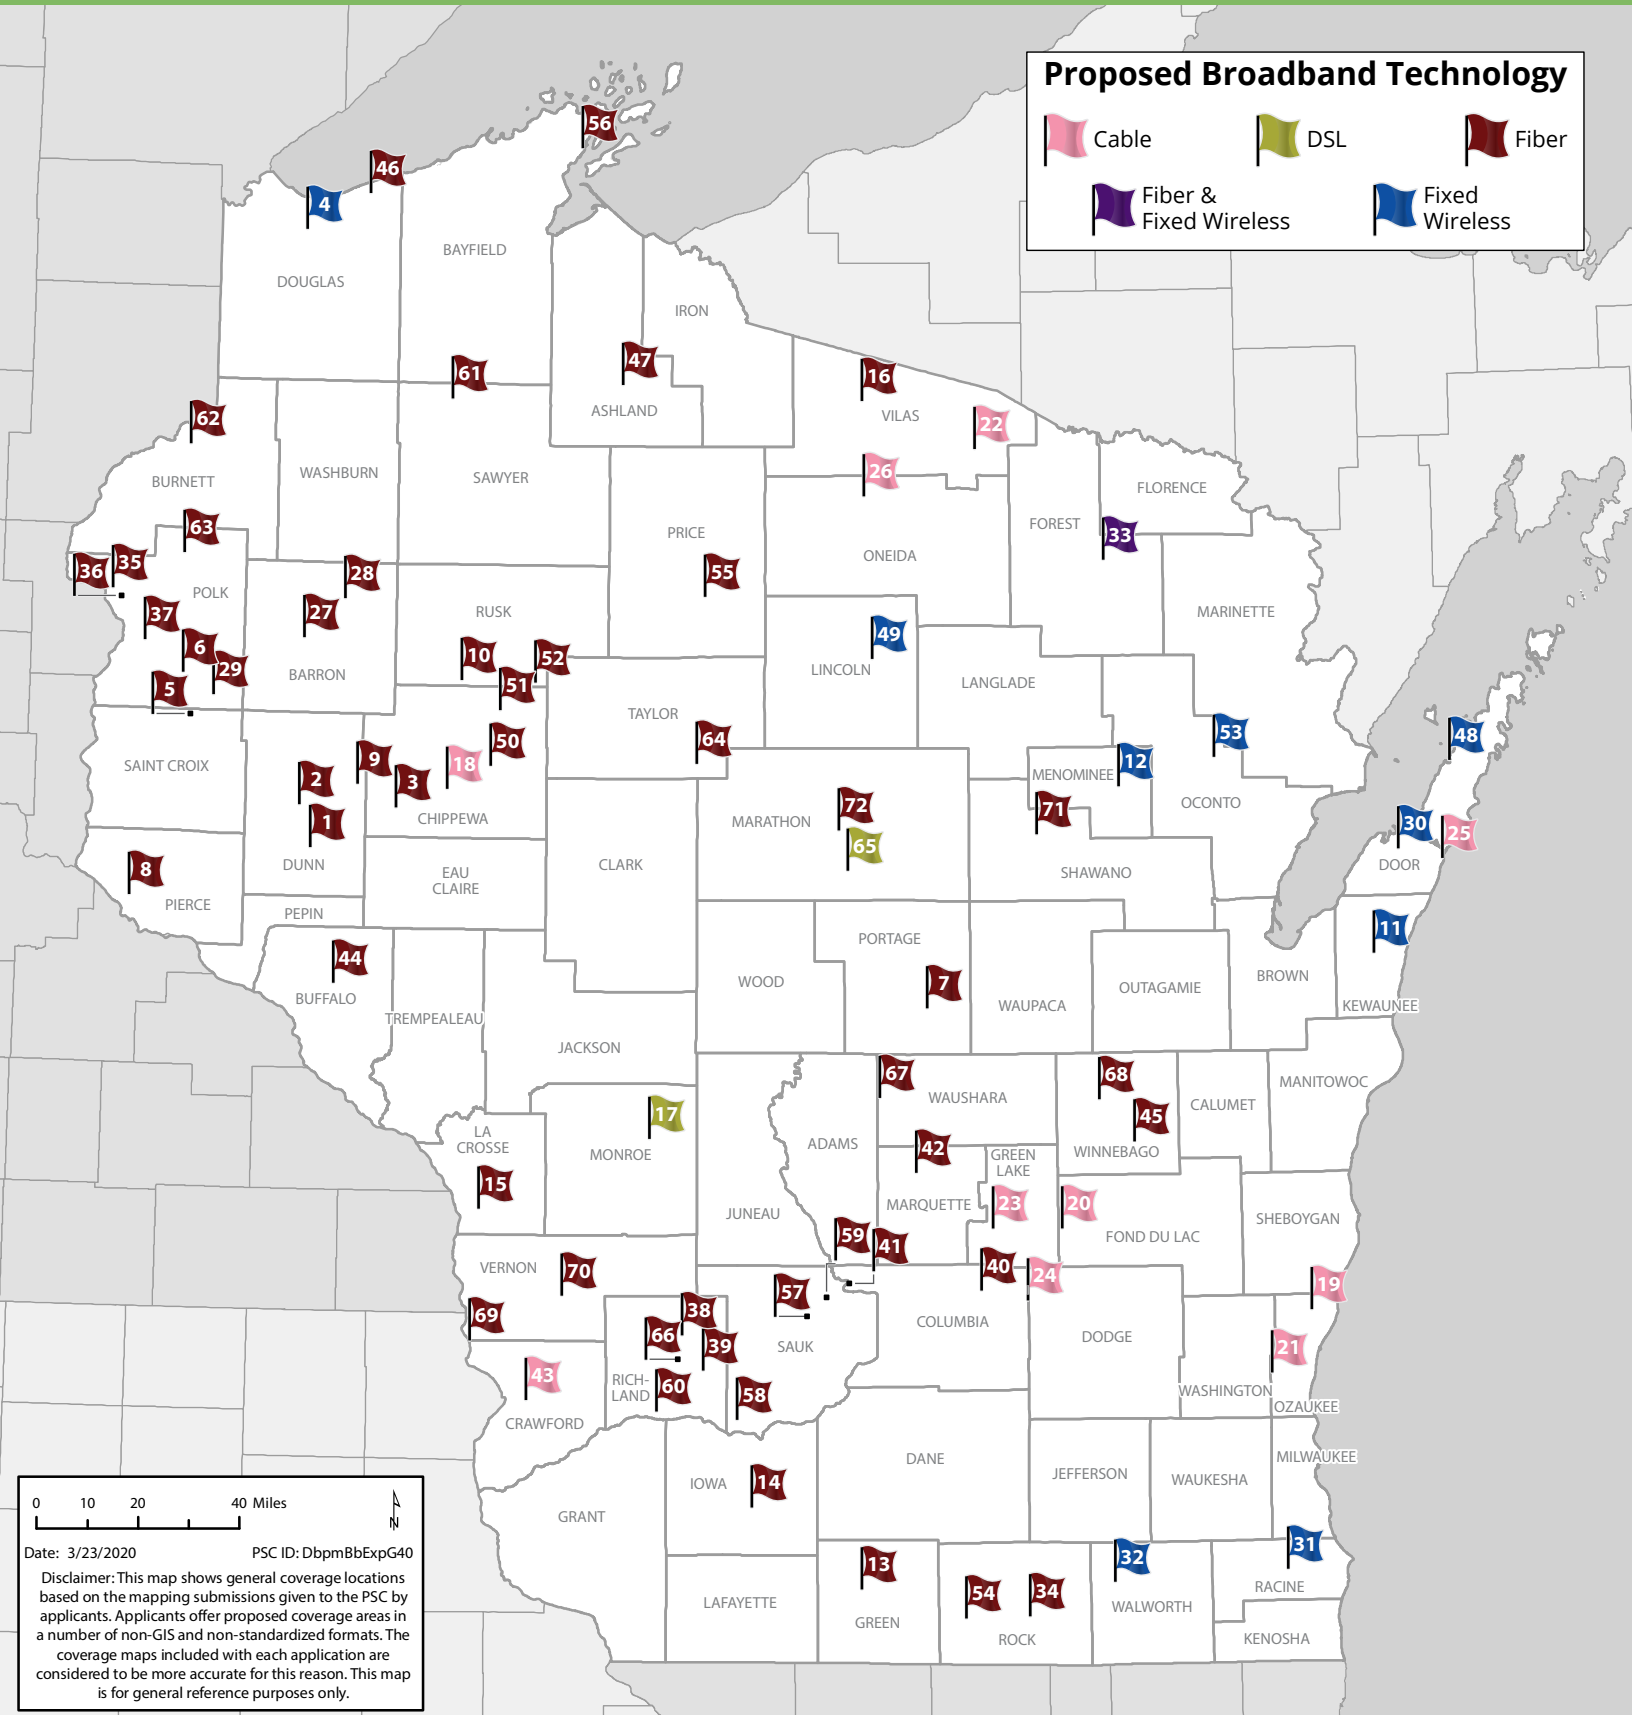 Proposed Broadband Technology
Cable
DSL
Fiber
Fiber &
Fixed Wireless
Fixed
Wireless
56
46
4
BAYFIELD
DOUGLAS
IRON
47
61
16
ASHLAND
VILAS
62
22
26
BURNETT
WASHBURN
SAWYER
FLORENCE
63
FOREST
33
PRICE
ONEIDA
36
35
28
55
POLK
37
27
RUSK
MARINETTE
6
49
10
52
29
LINCOLN
BARRON
51
LANGLADE
5
TAYLOR
50
64
53
48
9
18
12
SAINT CROIX
2
3
MENOMINEE
72
71
OCONTO
1
CHIPPEWA
MARATHON
30
25
65
DUNN
CLARK
DOOR
8
EAU
CLAIRE
SHAWANO
PIERCE
PEPIN
11
PORTAGE
44
7
WOOD
BROWN
OUTAGAMIE
BUFFALO
WAUPACA
KEWAUNEE
TREMPEALEAU
JACKSON
67
68
MANITOWOC
WAUSHARA
CALUMET
17
45
LA
CROSSE
ADAMS
42
MONROE
GREEN
LAKE
WINNEBAGO
15
MARQUETTE
23
20
JUNEAU
SHEBOYGAN
59
41
FOND DU LAC
VERNON
70
40
24
19
57
69
38
66
39
SAUK
COLUMBIA
DODGE
21
43
RICH-
LAND
60
58
WASHINGTON
OZAUKEE
CRAWFORD
DANE
MILWAUKEE
IOWA
14
JEFFERSON
WAUKESHA
GRANT
31
13
32
54
34
RACINE
LAFAYETTE
WALWORTH
GREEN
ROCK
KENOSHA
0 10 20 40 Miles
N
Date: 3/23/2020 PSC ID: DbpmBbExpG40
Disclaimer: This map shows general coverage locations
based on the mapping submissions given to the PSC by
applicants. Applicants offer proposed coverage areas in
a number of non-GIS and non-standardized formats. The
coverage maps included with each application are
considered to be more accurate for this reason. This map
is for general reference purposes only.